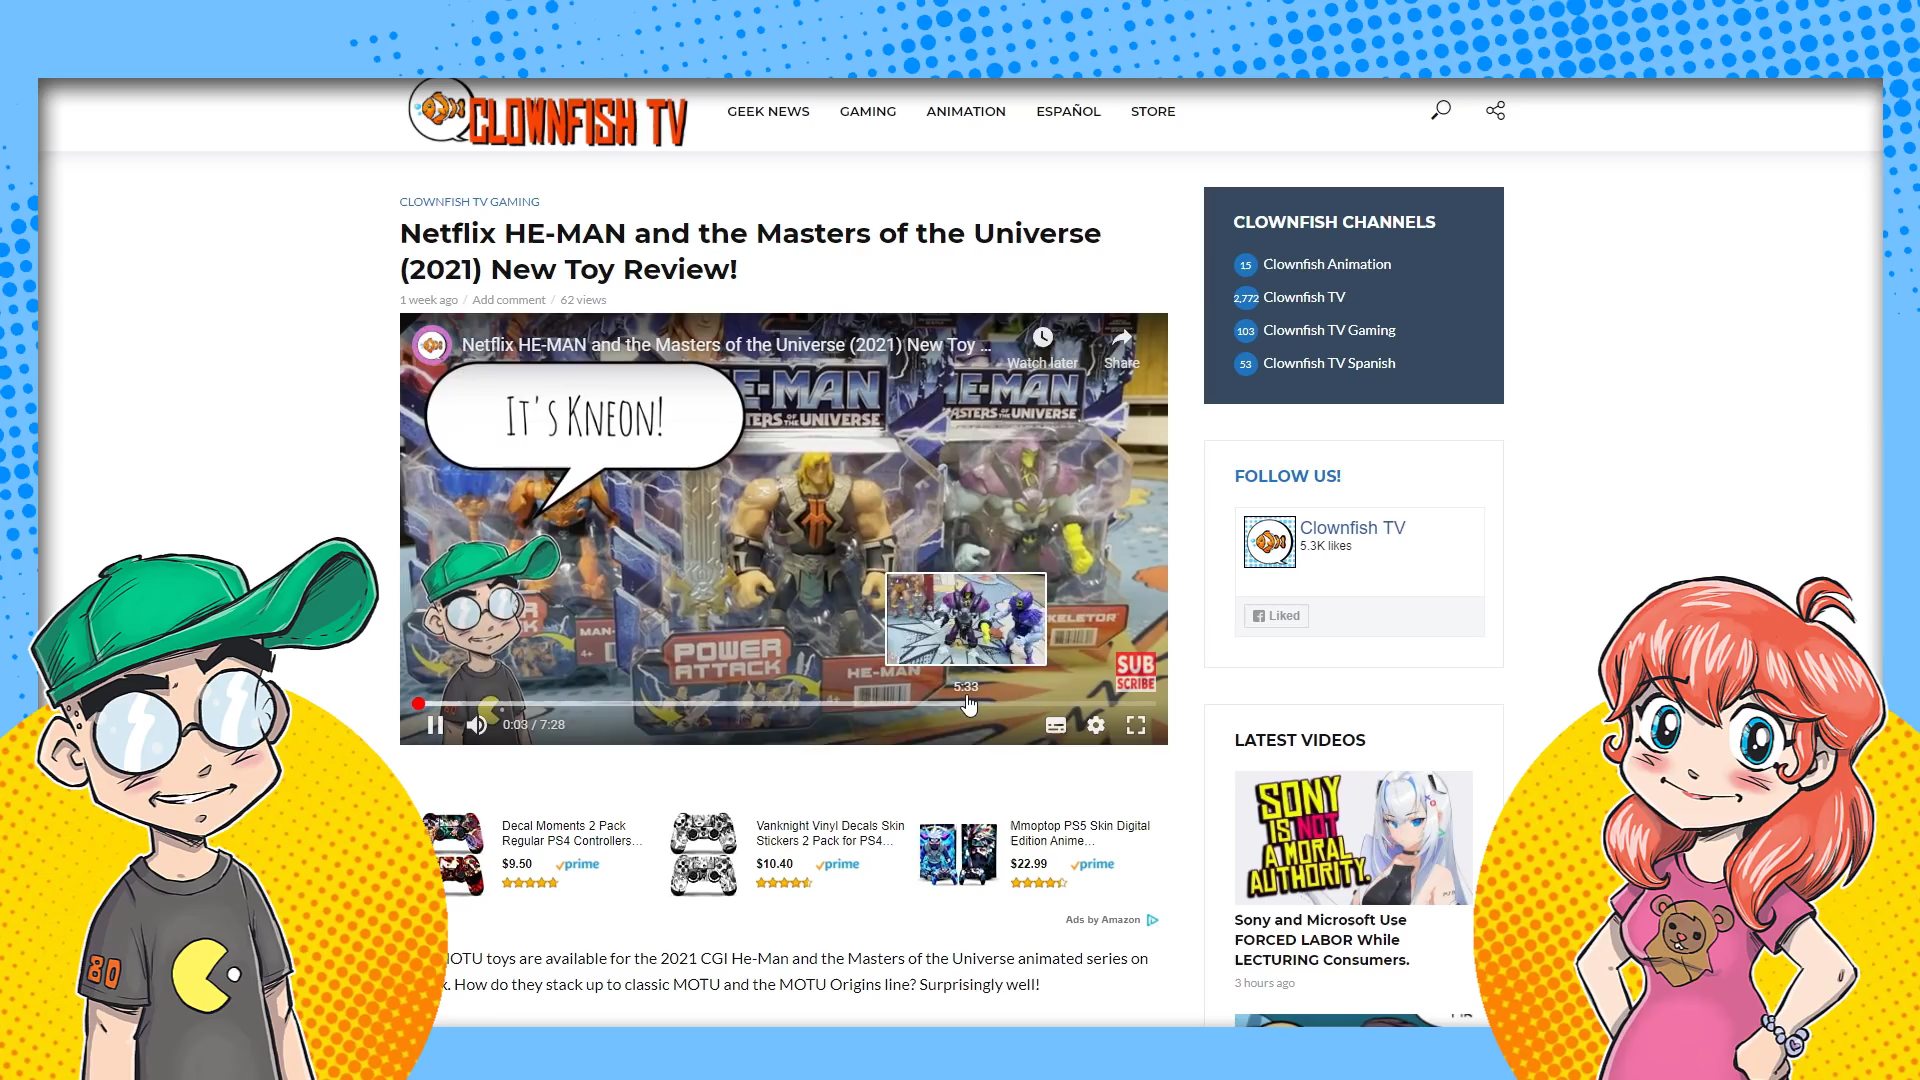 CLOWNFISH TV
GEEK NEWS
GAMING
ANIMATION
ESPAÑOL
STORE
CLOWNFISH TV GAMING
Netflix HE-MAN and the Masters of the Universe
(2021) New Toy Review!
1 week ago / Add comment / 62 views
Netflix HE-MAN and the Masters of the Universe (2021) New Toy ...
Watch later
Share
IT'S KNEON!
E-MAN
TERS OF THE UNIVERSE
HE-MAN
MASTERS OF THE UNIVERSE
MAN-
4+
POWER
ATTACK
HE-MAN
KELETOR
SUB
SCRIBE
5:33
0:03 / 7:28
Decal Moments 2 Pack
Regular PS4 Controllers...
$9.50 prime
Vanknight Vinyl Decals Skin
Stickers 2 Pack for PS4...
$10.40 prime
Mmoptop PS5 Skin Digital
Edition Anime...
$22.99 prime
Ads by Amazon
OTU toys are available for the 2021 CGI He-Man and the Masters of the Universe animated series on
x. How do they stack up to classic MOTU and the MOTU Origins line? Surprisingly well!
CLOWNFISH CHANNELS
15 Clownfish Animation
2,772 Clownfish TV
103 Clownfish TV Gaming
53 Clownfish TV Spanish
FOLLOW US!
Clownfish TV
5.3K likes
Liked
LATEST VIDEOS
SONY
IS NOT
A MORAL
AUTHORITY.
Sony and Microsoft Use
FORCED LABOR While
LECTURING Consumers.
3 hours ago
80